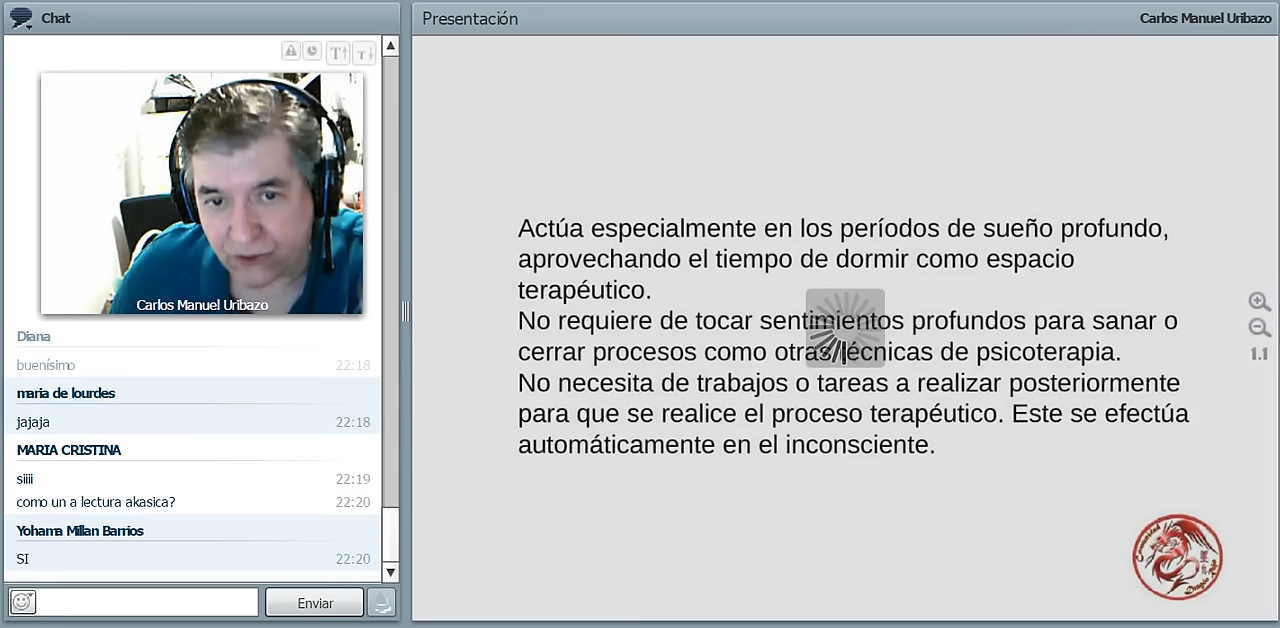 Chat
T↑ T↓
Carlos Manuel Uribazo
Diana
buenísimo 22:18
maria de lourdes
jajaja 22:18
MARIA CRISTINA
siiii 22:19
como un a lectura akasica? 22:20
Yohama Millan Barrios
SI 22:20
Enviar
Presentación
Carlos Manuel Uribazo
Actúa especialmente en los períodos de sueño profundo,
aprovechando el tiempo de dormir como espacio
terapéutico.
No requiere de tocar sentimientos profundos para sanar o
cerrar procesos como otras técnicas de psicoterapia.
No necesita de trabajos o tareas a realizar posteriormente
para que se realice el proceso terapéutico. Este se efectúa
automáticamente en el inconsciente.
1.1
Comunidad
Dragón Rojo